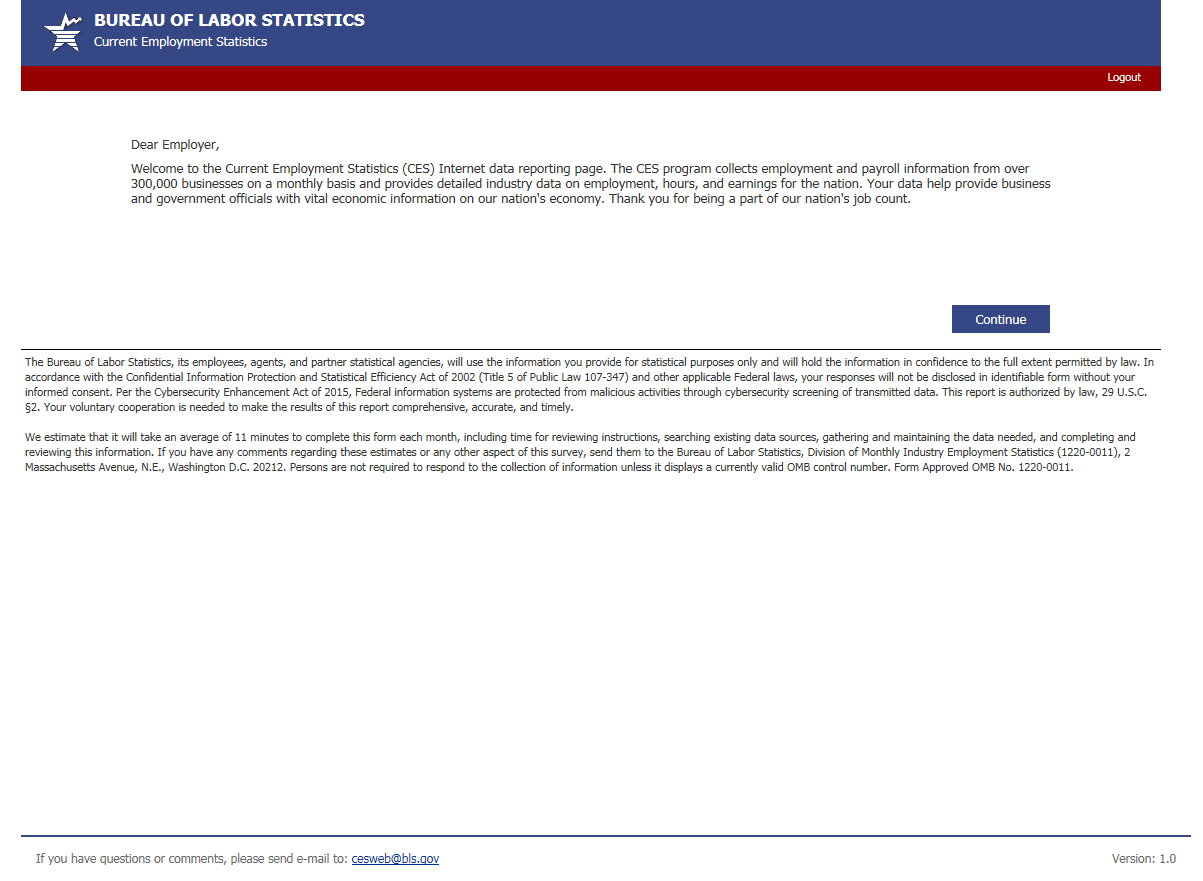 BUREAU OF LABOR STATISTICS
Current Employment Statistics
Logout
Dear Employer,
Welcome to the Current Employment Statistics (CES) Internet data reporting page. The CES program collects employment and payroll information from over
300,000 businesses on a monthly basis and provides detailed industry data on employment, hours, and earnings for the nation. Your data help provide business
and government officials with vital economic information on our nation's economy. Thank you for being a part of our nation's job count.
Continue
The Bureau of Labor Statistics, its employees, agents, and partner statistical agencies, will use the information you provide for statistical purposes only and will hold the information in confidence to the full extent permitted by law. In
accordance with the Confidential Information Protection and Statistical Efficiency Act of 2002 (Title 5 of Public Law 107-347) and other applicable Federal laws, your responses will not be disclosed in identifiable form without your
informed consent. Per the Cybersecurity Enhancement Act of 2015, Federal information systems are protected from malicious activities through cybersecurity screening of transmitted data. This report is authorized by law, 29 U.S.C.
§2. Your voluntary cooperation is needed to make the results of this report comprehensive, accurate, and timely.
We estimate that it will take an average of 11 minutes to complete this form each month, including time for reviewing instructions, searching existing data sources, gathering and maintaining the data needed, and completing and
reviewing this information. If you have any comments regarding these estimates or any other aspect of this survey, send them to the Bureau of Labor Statistics, Division of Monthly Industry Employment Statistics (1220-0011), 2
Massachusetts Avenue, N.E., Washington D.C. 20212. Persons are not required to respond to the collection of information unless it displays a currently valid OMB control number. Form Approved OMB No. 1220-0011.
If you have questions or comments, please send e-mail to: cesweb@bls.gov
Version: 1.0